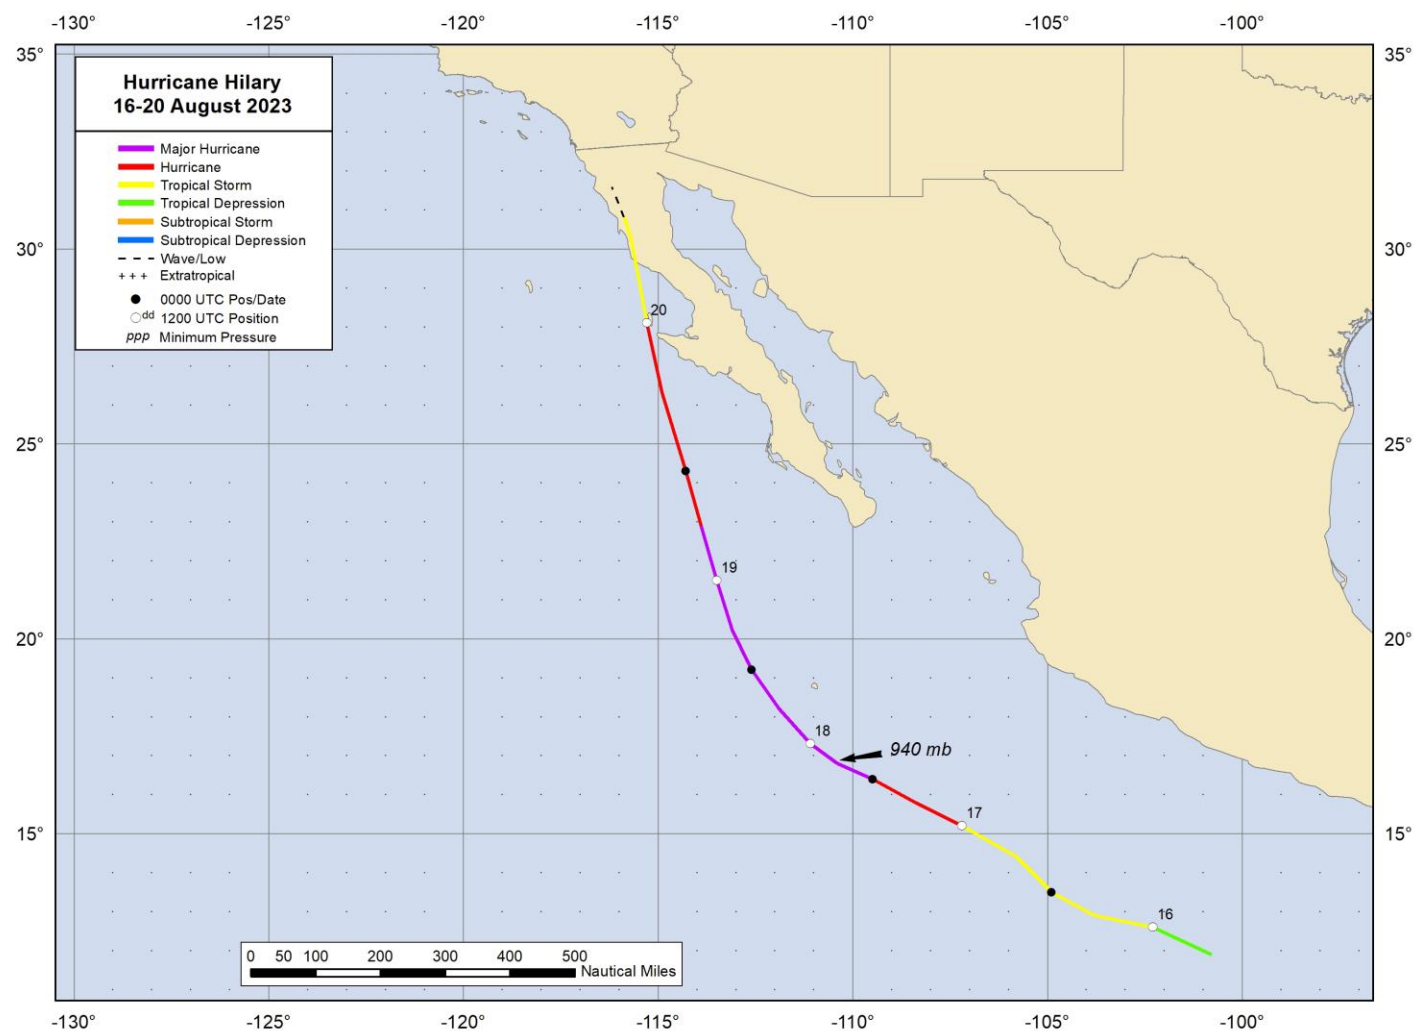 -130° -125° -120° -115° -110° -105° -100°
35° 35°
Hurricane Hilary
16-20 August 2023
Major Hurricane
Hurricane
Tropical Storm
Tropical Depression
Subtropical Storm
Subtropical Depression
Wave/Low
+++ Extratropical
0000 UTC Pos/Date
dd 1200 UTC Position
ppp Minimum Pressure
30° 30°
20
25° 25°
19
20° 20°
18
940 mb
17
15° 15°
16
0 50 100 200 300 400 500
Nautical Miles
-130° -125° -120° -115° -110° -105° -100°